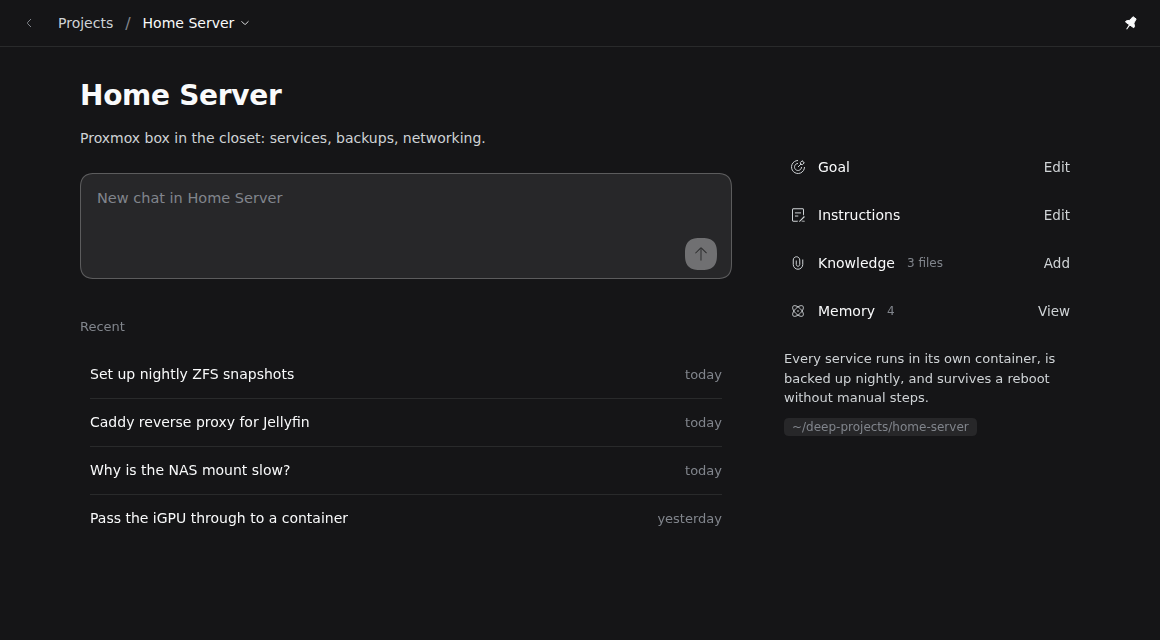 Projects / Home Server
Home Server
Proxmox box in the closet: services, backups, networking.
New chat in Home Server
Recent
Set up nightly ZFS snapshots today
Caddy reverse proxy for Jellyfin today
Why is the NAS mount slow? today
Pass the iGPU through to a container yesterday
Goal Edit
Instructions Edit
Knowledge 3 files Add
Memory 4 View
Every service runs in its own container, is
backed up nightly, and survives a reboot
without manual steps.
~/deep-projects/home-server